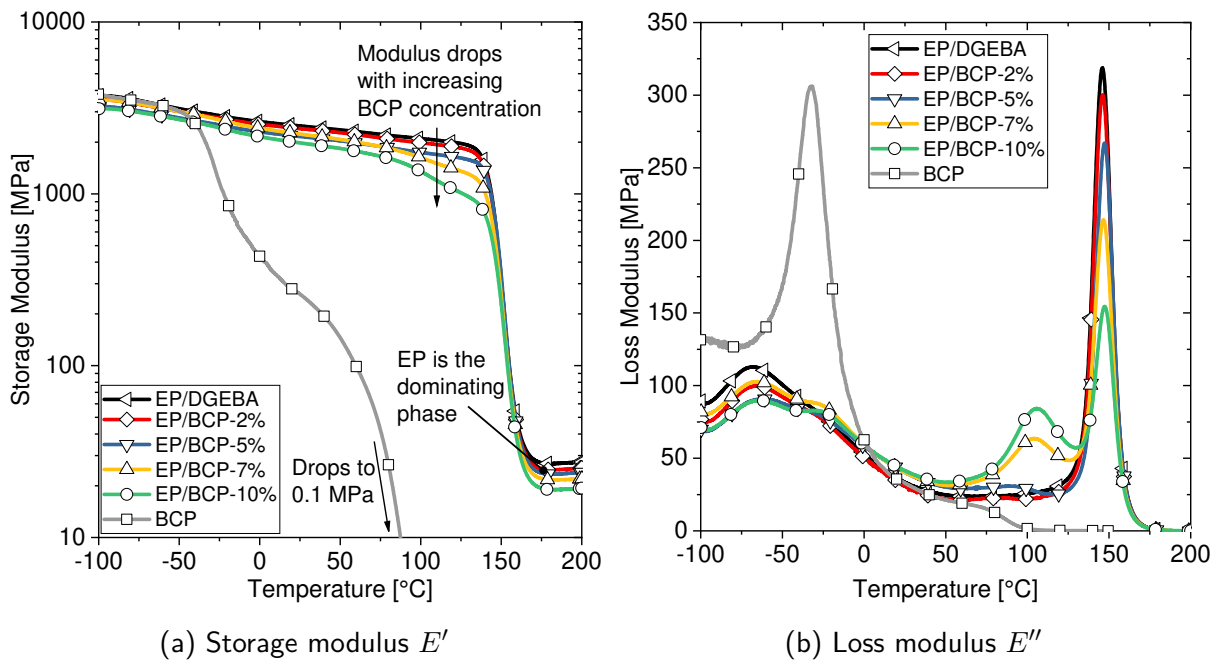 10000
1000
100
10
Storage Modulus [MPa]
Modulus drops
with increasing
BCP concentration
EP is the
dominating
phase
Drops to
0.1 MPa
EP/DGEBA
EP/BCP-2%
EP/BCP-5%
EP/BCP-7%
EP/BCP-10%
BCP
-100 -50 0 50 100 150 200
Temperature [°C]
(a) Storage modulus E′
350
300
250
200
150
100
50
0
Loss Modulus [MPa]
EP/DGEBA
EP/BCP-2%
EP/BCP-5%
EP/BCP-7%
EP/BCP-10%
BCP
-100 -50 0 50 100 150 200
Temperature [°C]
(b) Loss modulus E′′